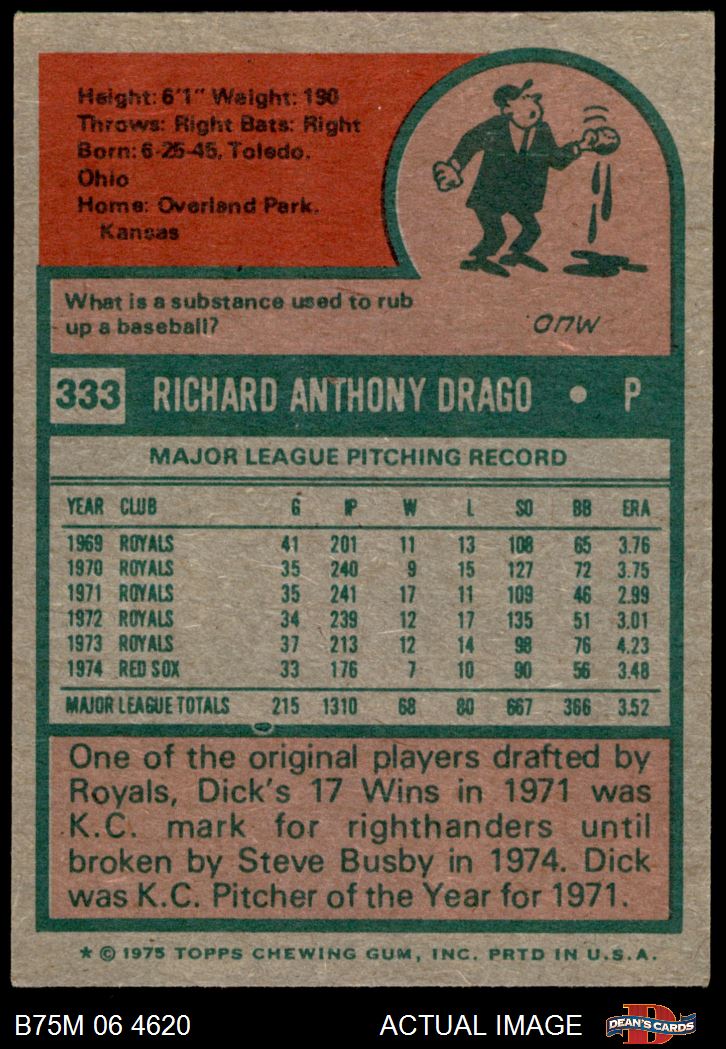 Height: 6'1" Weight: 190
Throws: Right Bats: Right
Born: 6-25-45, Toledo,
Ohio
Home: Overland Park,
Kansas
What is a substance used to rub
up a baseball?
MUD
333 RICHARD ANTHONY DRAGO • P
MAJOR LEAGUE PITCHING RECORD
YEAR CLUB G IP W L SO BB ERA
1969 ROYALS 41 201 11 13 108 65 3.76
1970 ROYALS 35 240 9 15 127 72 3.75
1971 ROYALS 35 241 17 11 109 46 2.99
1972 ROYALS 34 239 12 17 135 51 3.01
1973 ROYALS 37 213 12 14 98 76 4.23
1974 RED SOX 33 176 7 10 90 56 3.48
MAJOR LEAGUE TOTALS 215 1310 68 80 667 366 3.52
One of the original players drafted by
Royals, Dick's 17 Wins in 1971 was
K.C. mark for righthanders until
broken by Steve Busby in 1974. Dick
was K.C. Pitcher of the Year for 1971.
* © 1975 TOPPS CHEWING GUM, INC. PRTD IN U.S.A.
B75M 06 4620 ACTUAL IMAGE
D DEAN'S CARDS